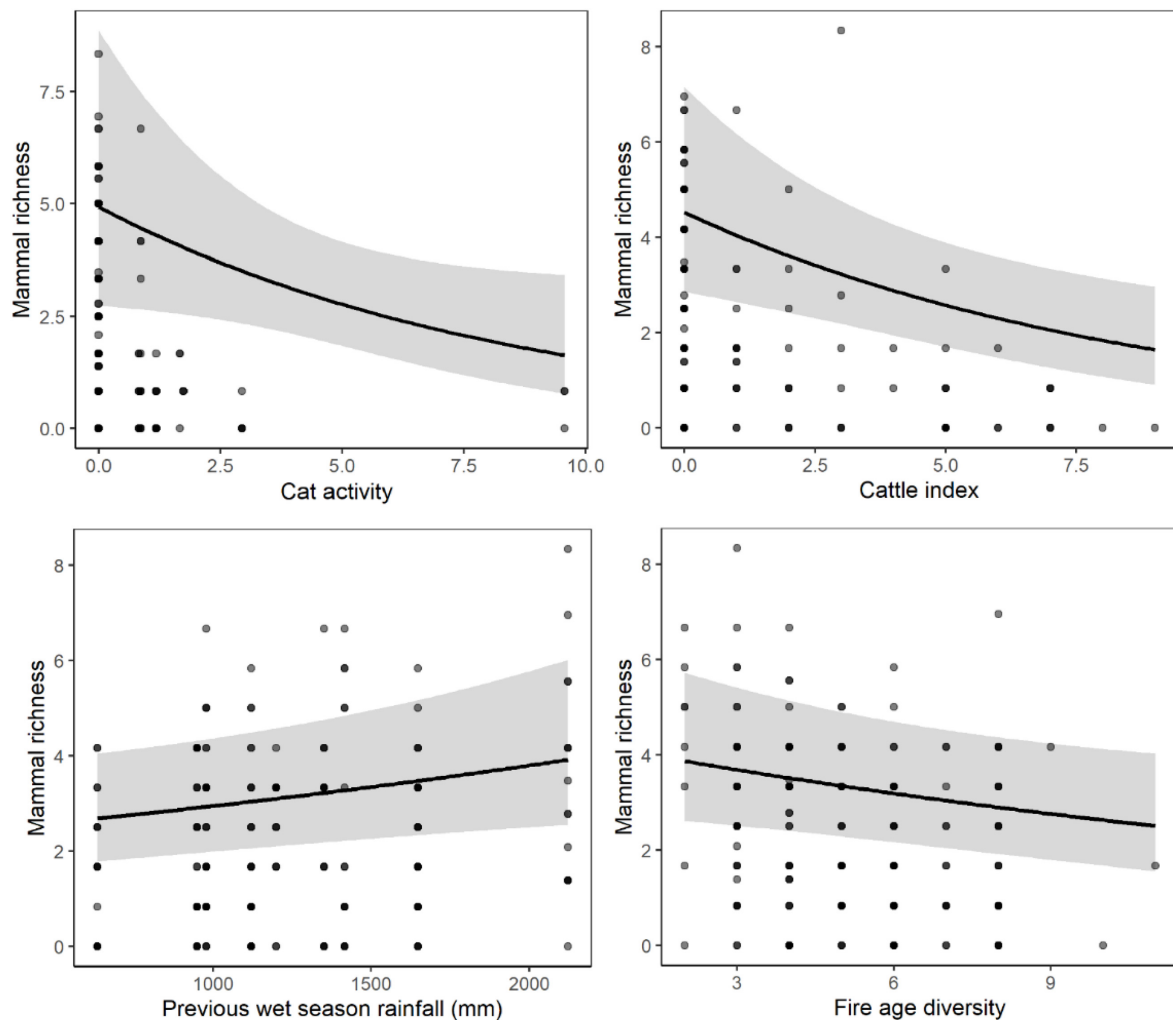 Mammal richness
7.5
5.0
2.5
0.0
0.0 2.5 5.0 7.5 10.0
Cat activity
Mammal richness
8
6
4
2
0
0.0 2.5 5.0 7.5
Cattle index
Mammal richness
8
6
4
2
0
1000 1500 2000
Previous wet season rainfall (mm)
Mammal richness
8
6
4
2
0
3 6 9
Fire age diversity